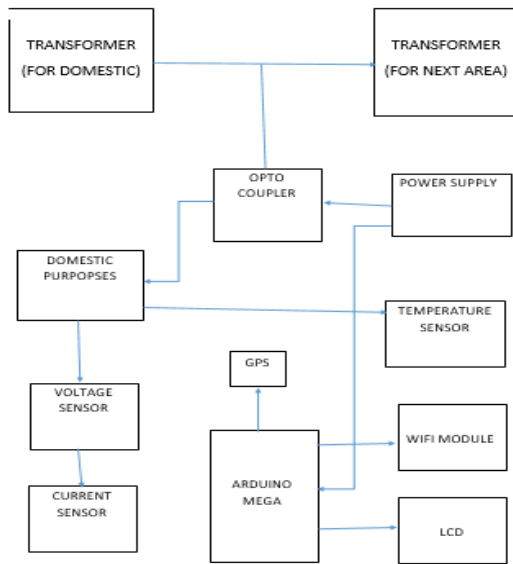 TRANSFORMER
(FOR DOMESTIC)
TRANSFORMER
(FOR NEXT AREA)
OPTO
COUPLER
POWER SUPPLY
DOMESTIC
PURPOPSES
TEMPERATURE
SENSOR
GPS
VOLTAGE
SENSOR
WIFI MODULE
ARDUINO
MEGA
CURRENT
SENSOR
LCD